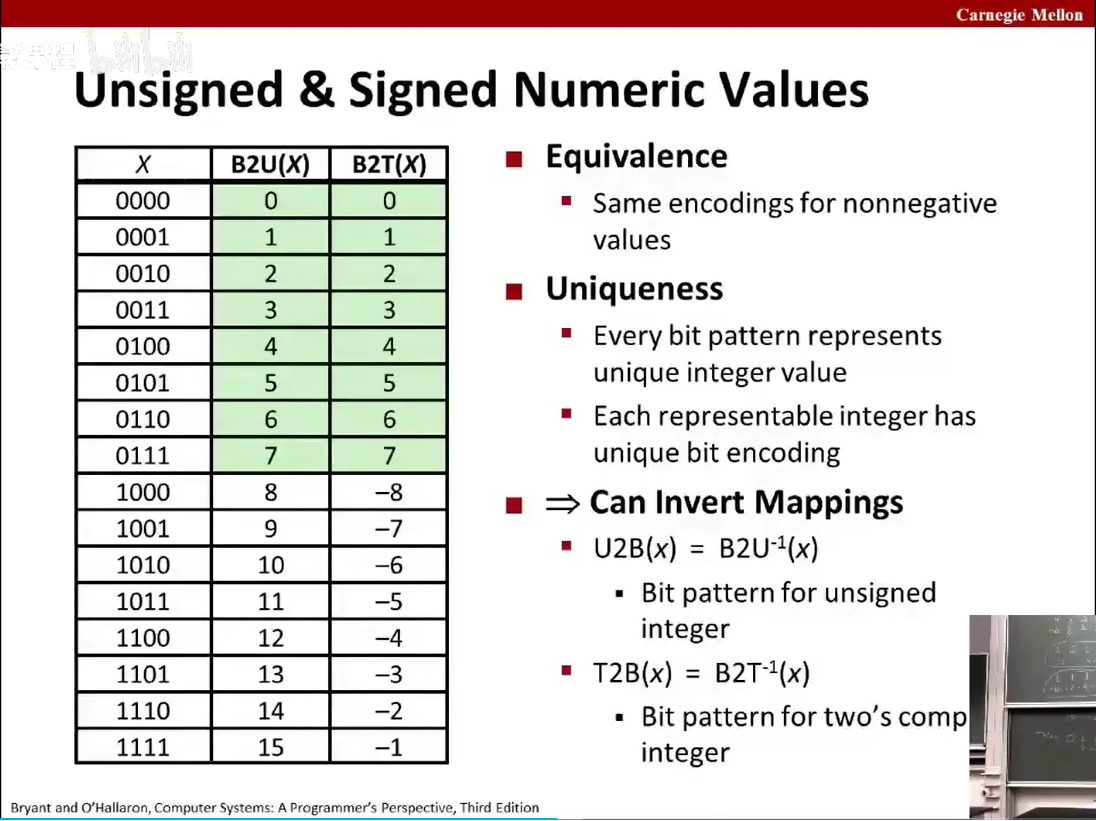 Carnegie Mellon
Unsigned & Signed Numeric Values
X B2U(X) B2T(X)
0000 0 0
0001 1 1
0010 2 2
0011 3 3
0100 4 4
0101 5 5
0110 6 6
0111 7 7
1000 8 –8
1001 9 –7
1010 10 –6
1011 11 –5
1100 12 –4
1101 13 –3
1110 14 –2
1111 15 –1
Equivalence
Same encodings for nonnegative
values
Uniqueness
Every bit pattern represents
unique integer value
Each representable integer has
unique bit encoding
⇒ Can Invert Mappings
U2B(x) = B2U⁻¹(x)
Bit pattern for unsigned
integer
T2B(x) = B2T⁻¹(x)
Bit pattern for two's comp
integer
Bryant and O'Hallaron, Computer Systems: A Programmer's Perspective, Third Edition